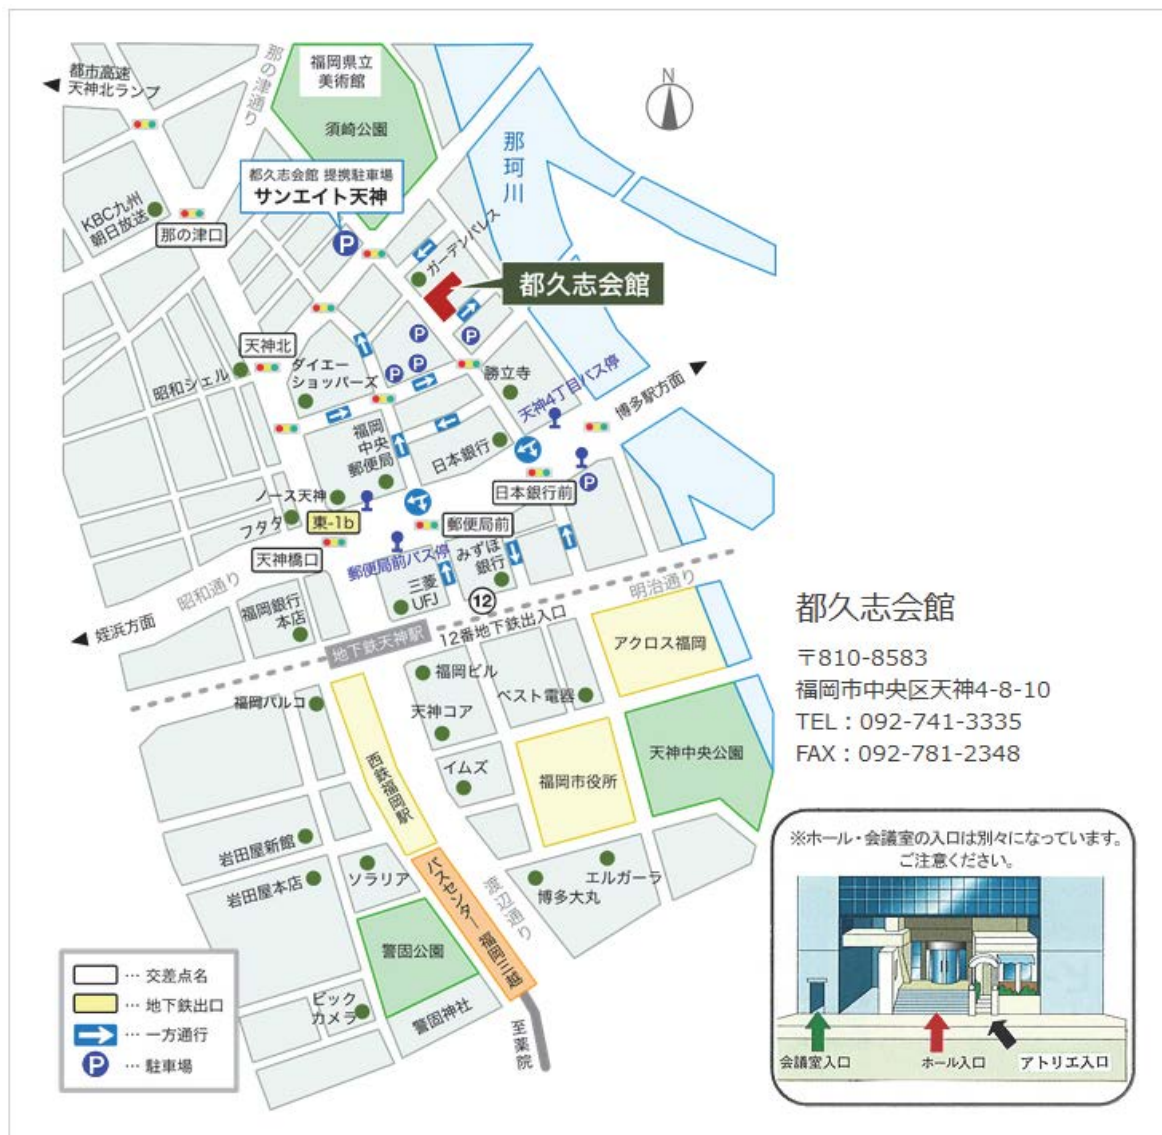 都市高速
天神北ランプ
那の津通り
福岡県立
美術館
須崎公園
N
那珂川
都久志会館 提携駐車場
サンエイト天神
KBC九州
朝日放送
那の津口
P
ガーデンパレス
都久志会館
天神北
昭和シェル
ダイエー
ショッパーズ
P
P
P
P
勝立寺
天神4丁目バス停
博多駅方面
福岡
中央
郵便局
日本銀行
日本銀行前
P
ノース天神
フタタ
東-1b
天神橋口
郵便局前
郵便局前バス停
みずほ
銀行
三菱
UFJ
12
昭和通り
明治通り
姪浜方面
福岡銀行
本店
地下鉄天神駅
12番地下鉄出入口
アクロス福岡
福岡パルコ
福岡ビル
天神コア
ベスト電器
イムズ
西鉄福岡駅
福岡市役所
天神中央公園
岩田屋新館
岩田屋本店
ソラリア
バスセンター 福岡三越
渡辺通り
エルガーラ
博多大丸
警固公園
警固神社
ビック
カメラ
至薬院
… 交差点名
… 地下鉄出口
… 一方通行
P … 駐車場
都久志会館
〒810-8583
福岡市中央区天神4-8-10
TEL：092-741-3335
FAX：092-781-2348
※ホール・会議室の入口は別々になっています。
ご注意ください。
会議室入口
ホール入口
アトリエ入口